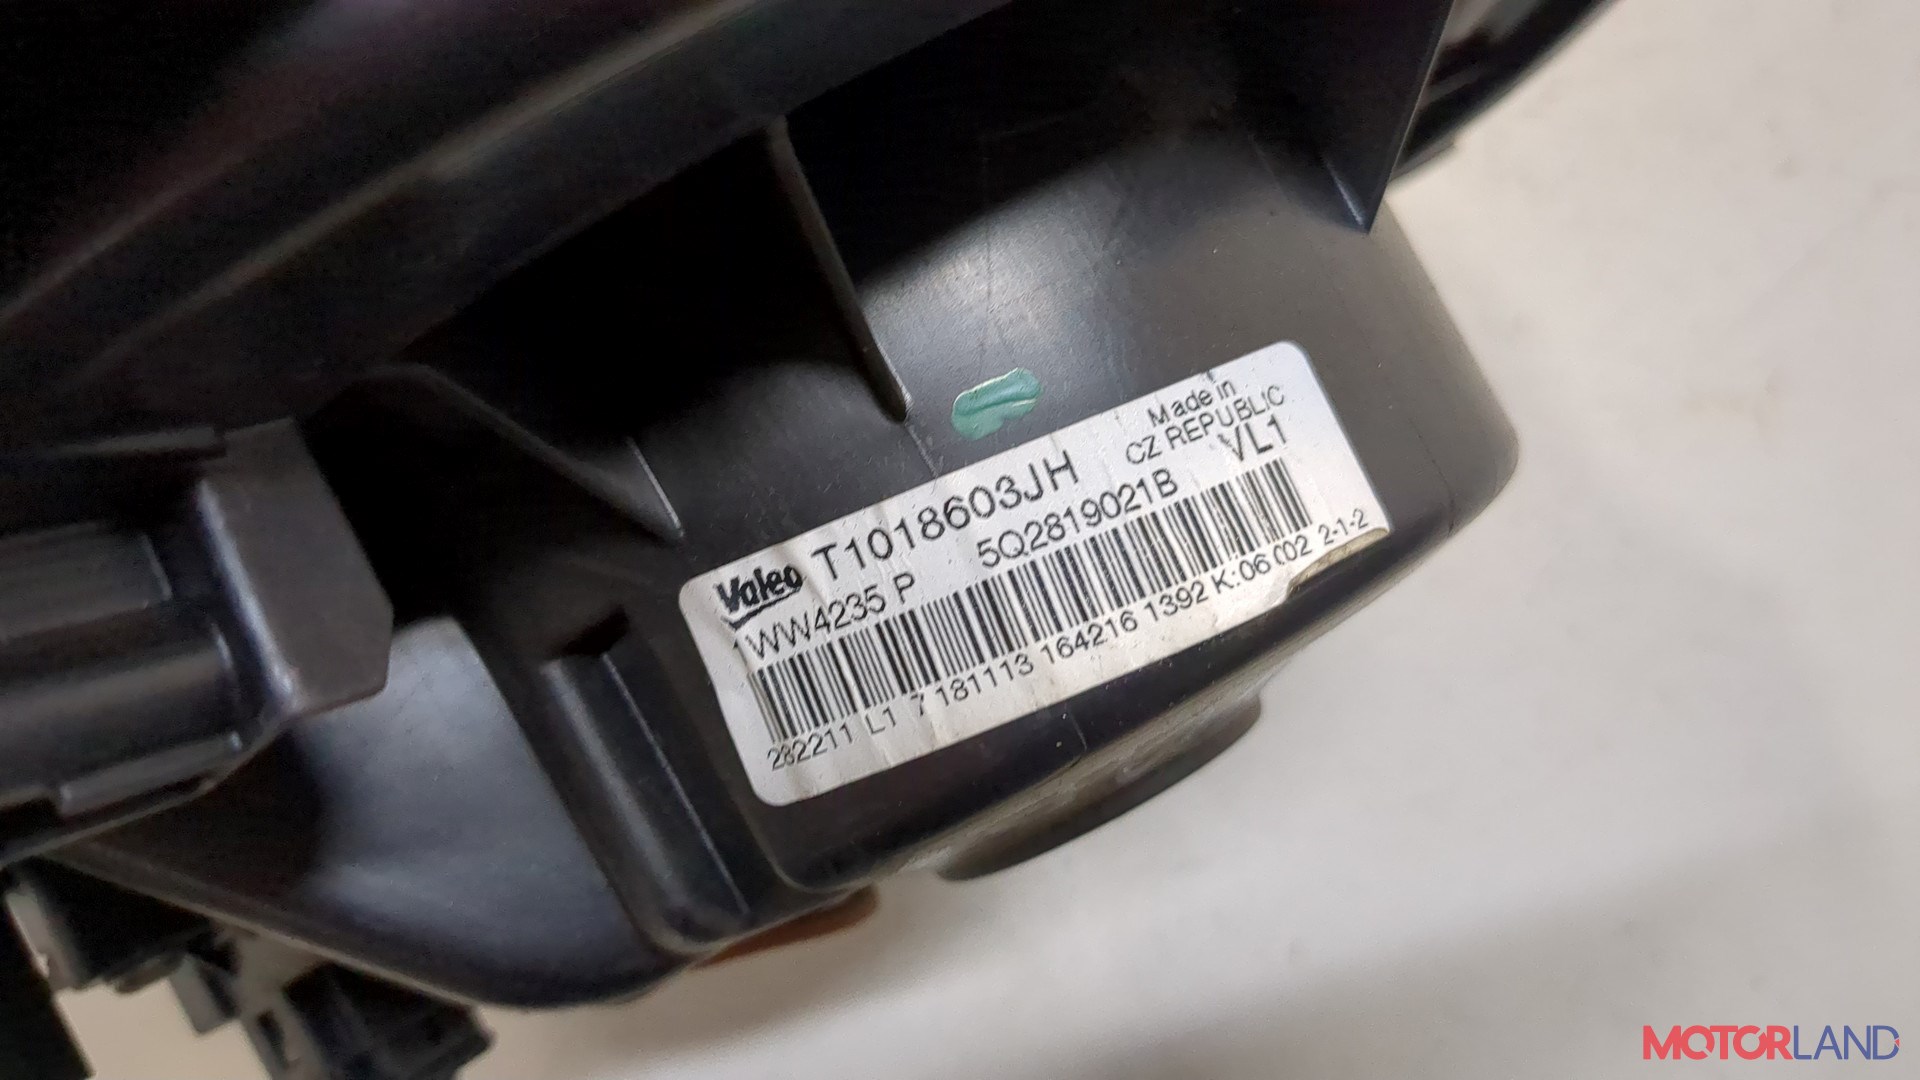 Made in
CZ REPUBLIC
Valeo T1018603JH VL1
1WW4235 P 5Q2819021B
282211 L1 7 181113 164216 1392 K:06 002 2-1-2
MOTORLAND